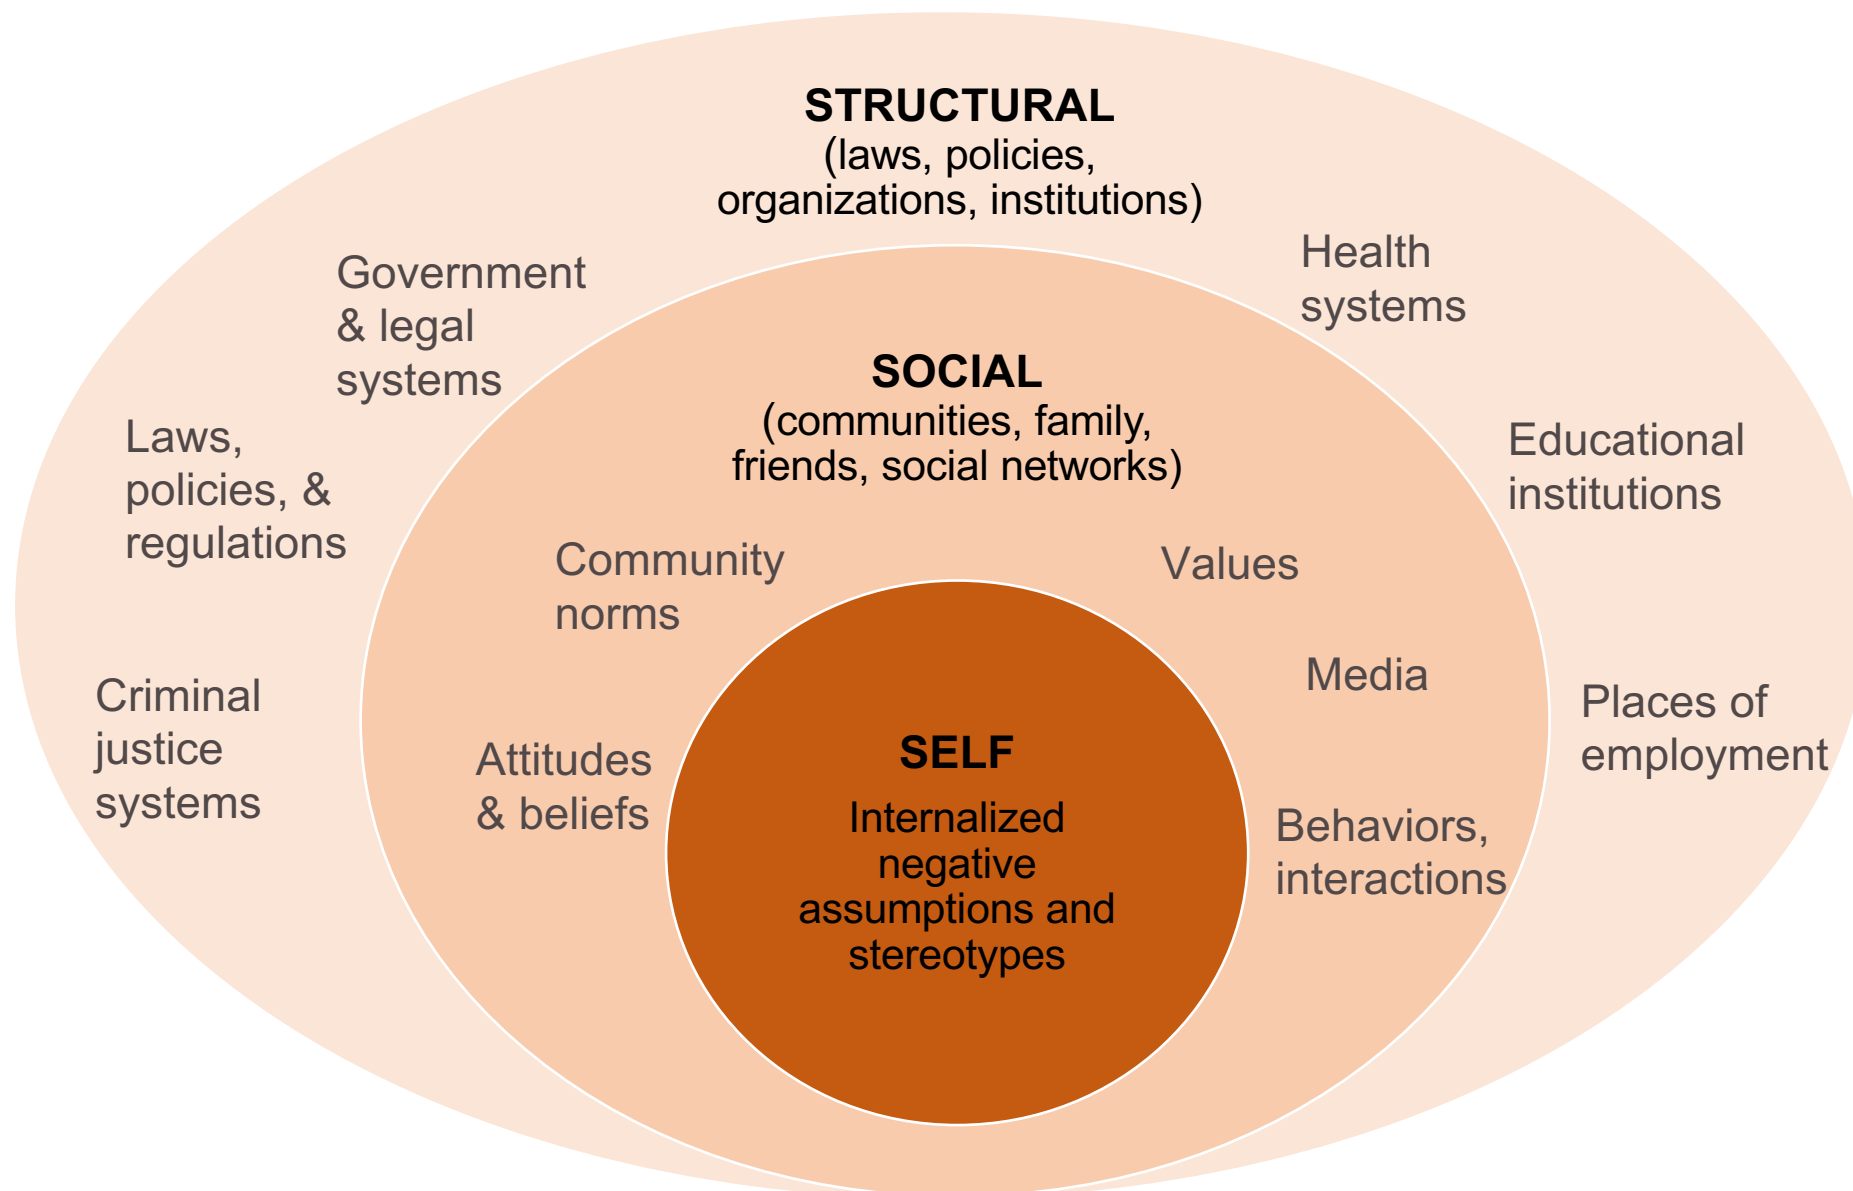 STRUCTURAL
(laws, policies,
organizations, institutions)
Government
& legal
systems
Health
systems
Laws,
policies, &
regulations
SOCIAL
(communities, family,
friends, social networks)
Educational
institutions
Community
norms
Values
Criminal
justice
systems
Attitudes
& beliefs
Media
Places of
employment
Behaviors,
interactions
SELF
Internalized
negative
assumptions and
stereotypes